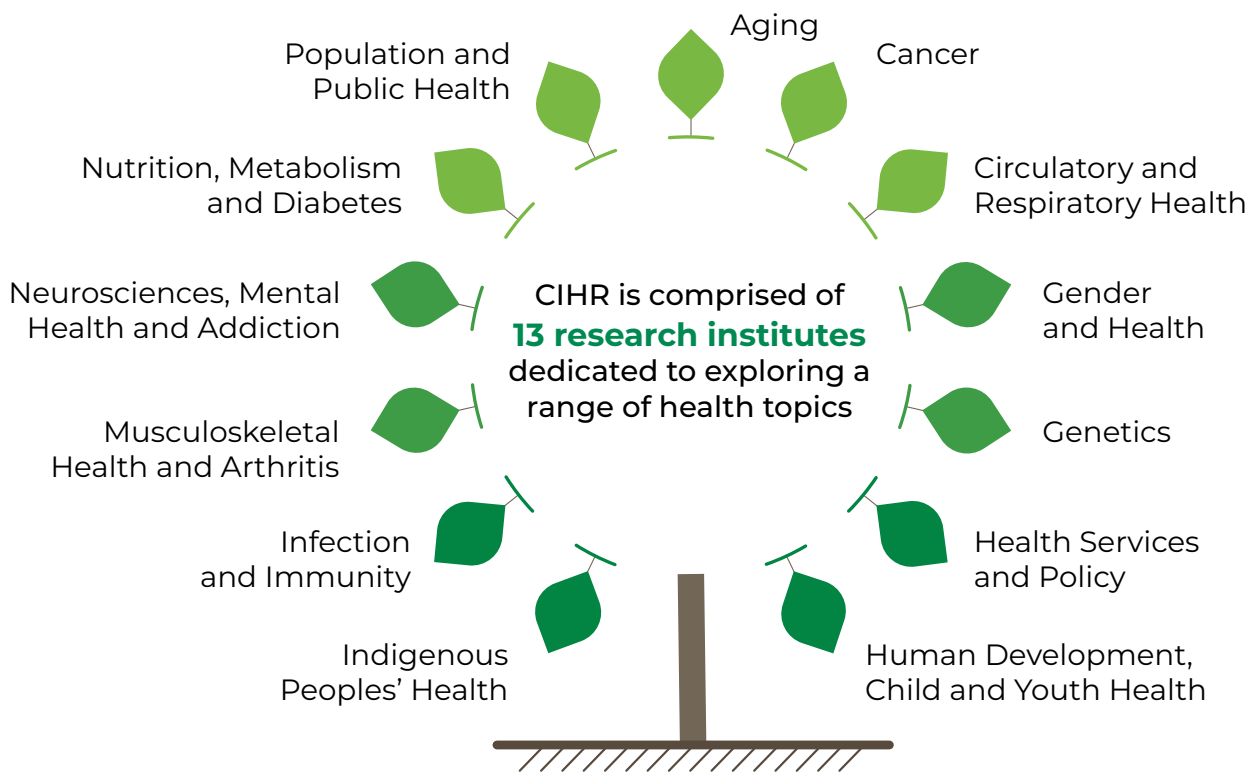 Aging
Cancer
Circulatory and
Respiratory Health
Gender
and Health
Genetics
Health Services
and Policy
Human Development,
Child and Youth Health
Indigenous
Peoples’ Health
Infection
and Immunity
Musculoskeletal
Health and Arthritis
Neurosciences, Mental
Health and Addiction
Nutrition, Metabolism
and Diabetes
Population and
Public Health
CIHR is comprised of
13 research institutes
dedicated to exploring a
range of health topics